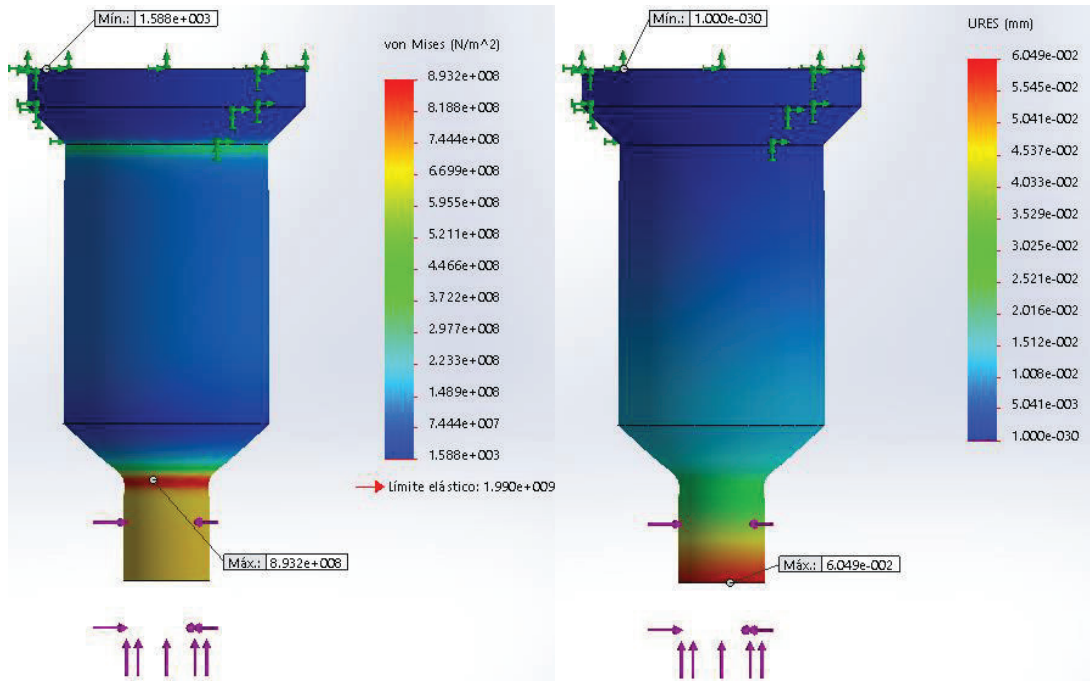 Mín.: 1.588e+003
von Mises (N/m^2)
8.932e+008
8.188e+008
7.444e+008
6.699e+008
5.955e+008
5.211e+008
4.466e+008
3.722e+008
2.977e+008
2.233e+008
1.489e+008
7.444e+007
1.588e+003
Límite elástico: 1.990e+009
Máx.: 8.932e+008
Mín.: 1.000e-030
URES (mm)
6.049e-002
5.545e-002
5.041e-002
4.537e-002
4.033e-002
3.529e-002
3.025e-002
2.521e-002
2.016e-002
1.512e-002
1.008e-002
5.041e-003
1.000e-030
Máx.: 6.049e-002